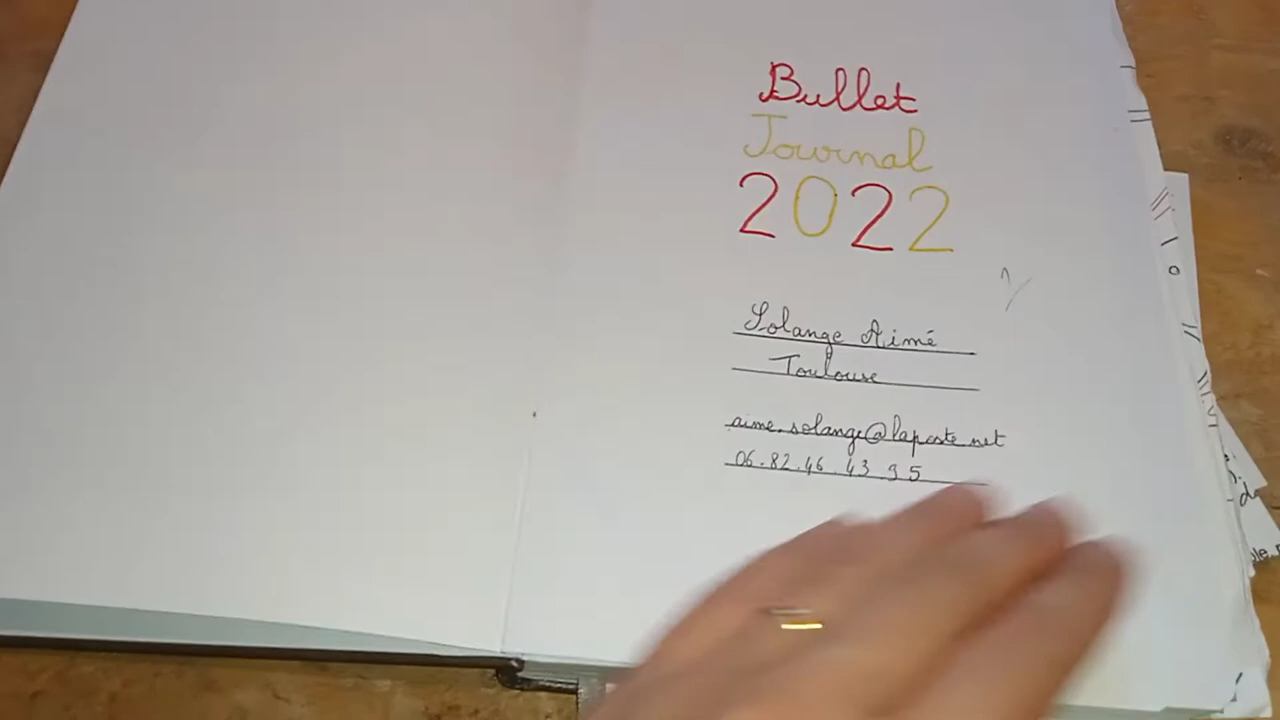 Bullet
Journal
2022
Solange Aimé
Toulouse
aime.solange@laposte.net
06.82.46.43.95